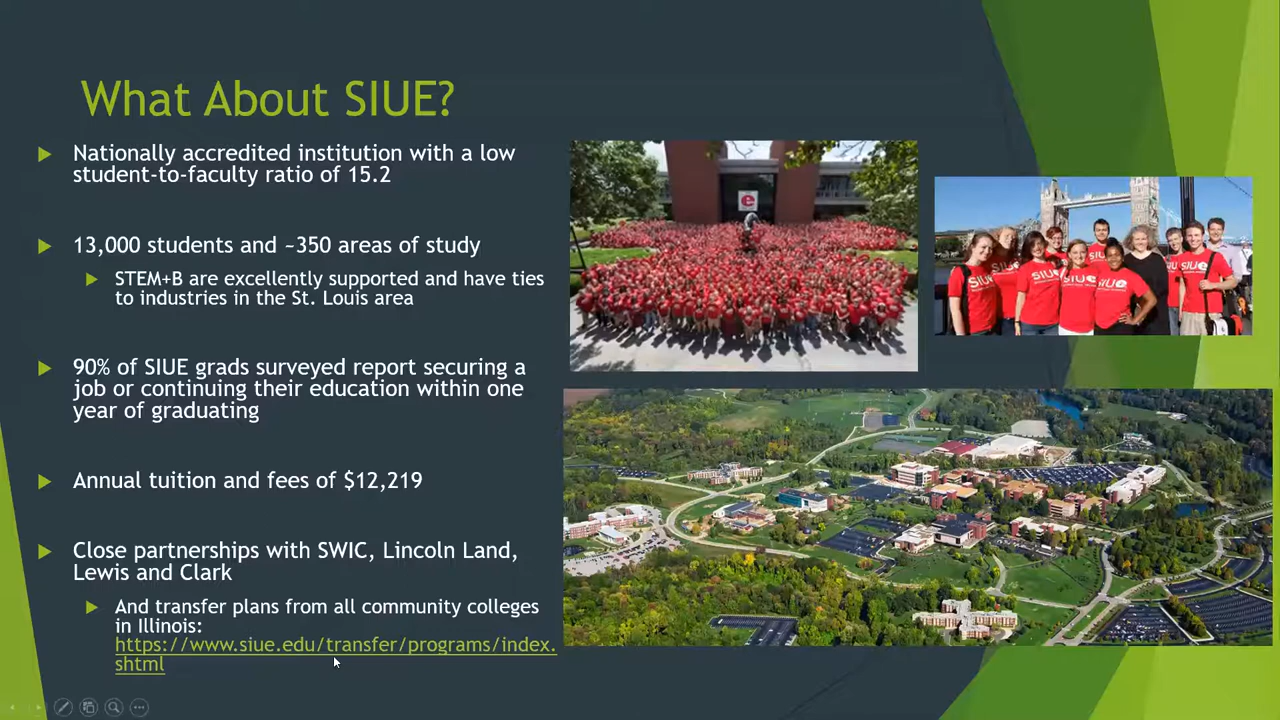 What About SIUE?
Nationally accredited institution with a low
student-to-faculty ratio of 15.2
13,000 students and ~350 areas of study
STEM+B are excellently supported and have ties
to industries in the St. Louis area
90% of SIUE grads surveyed report securing a
job or continuing their education within one
year of graduating
Annual tuition and fees of $12,219
Close partnerships with SWIC, Lincoln Land,
Lewis and Clark
And transfer plans from all community colleges
in Illinois:
https://www.siue.edu/transfer/programs/index.
shtml
e
SIUE
SIUE
SIUE
SIUE